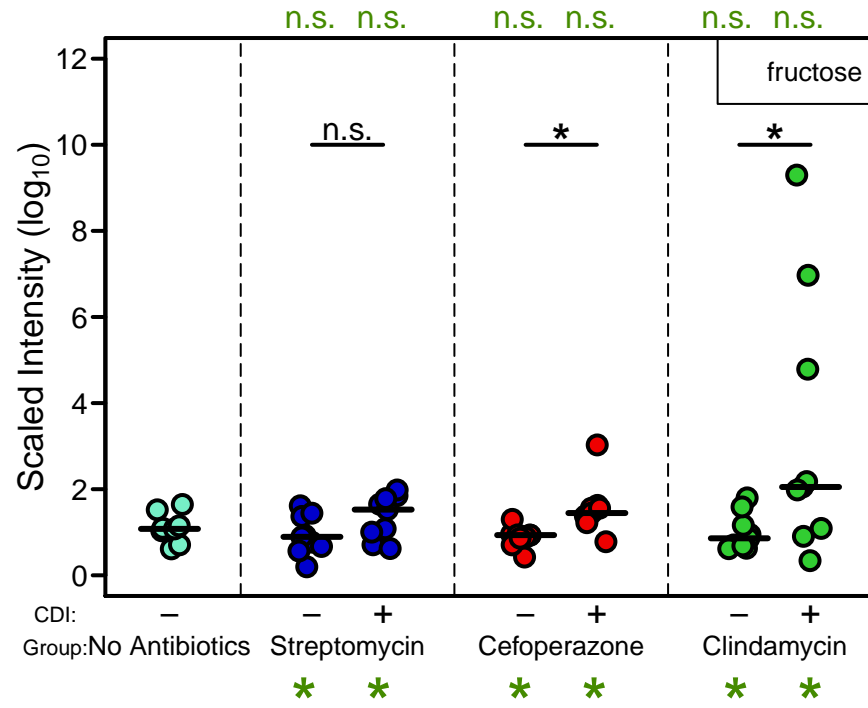 n.s. n.s. n.s. n.s. n.s. n.s.
fructose
12
n.s. * *
10
8
6
4
2
0
Scaled Intensity (log10)
CDI: – – + – + – +
Group: No Antibiotics Streptomycin Cefoperazone Clindamycin
* * * * * *